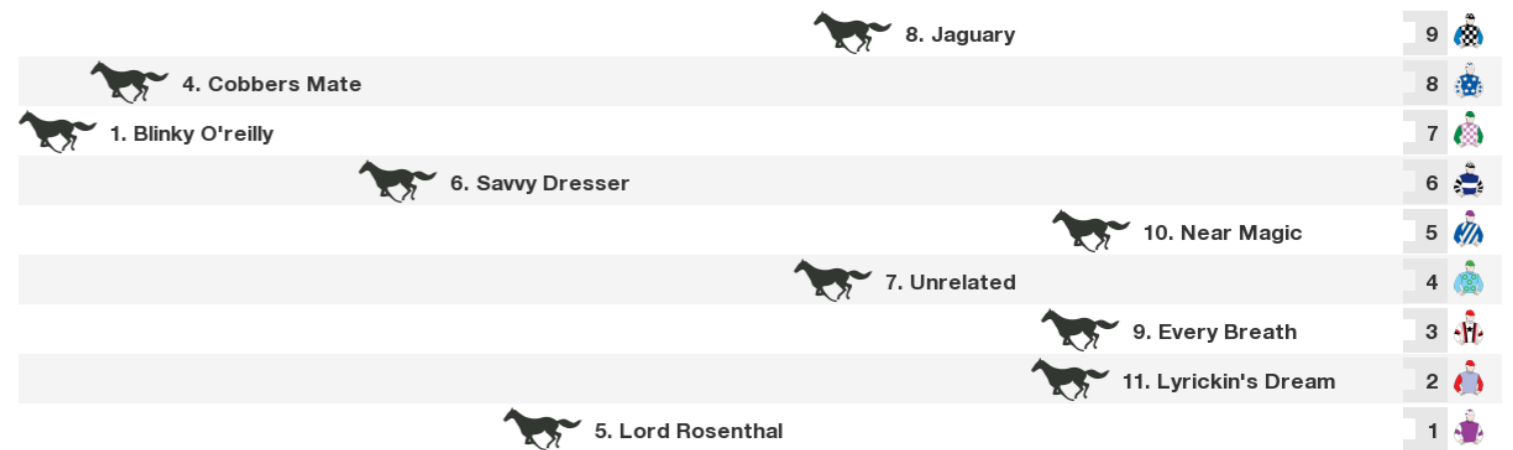 8. Jaguary 9
4. Cobbers Mate 8
1. Blinky O'reilly 7
6. Savvy Dresser 6
10. Near Magic 5
7. Unrelated 4
9. Every Breath 3
11. Lyrickin's Dream 2
5. Lord Rosenthal 1